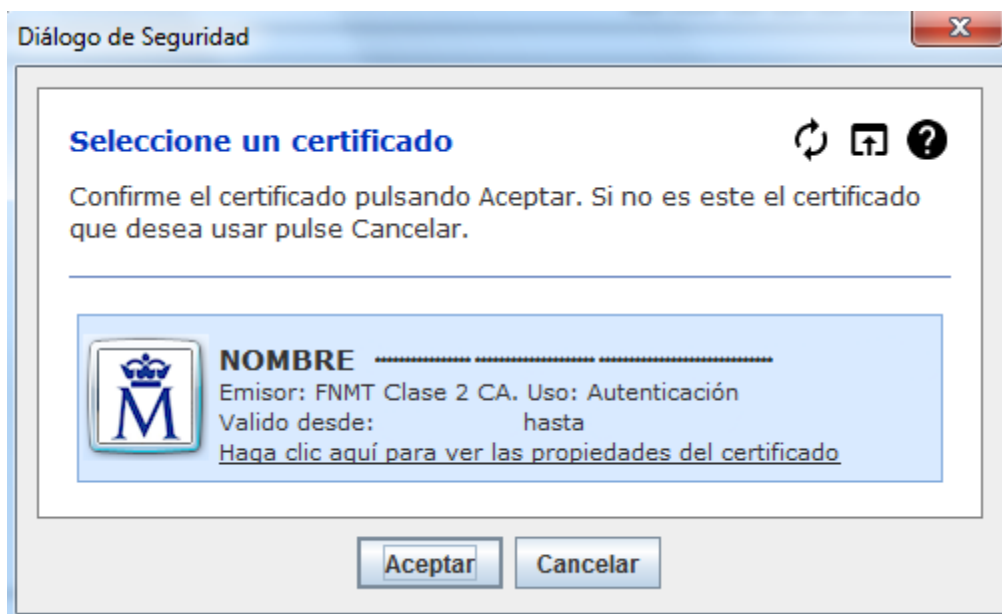 Diálogo de Seguridad
Seleccione un certificado
Confirme el certificado pulsando Aceptar. Si no es este el certificado
que desea usar pulse Cancelar.
NOMBRE
Emisor: FNMT Clase 2 CA. Uso: Autenticación
Valido desde: hasta
Haga clic aquí para ver las propiedades del certificado
Aceptar Cancelar